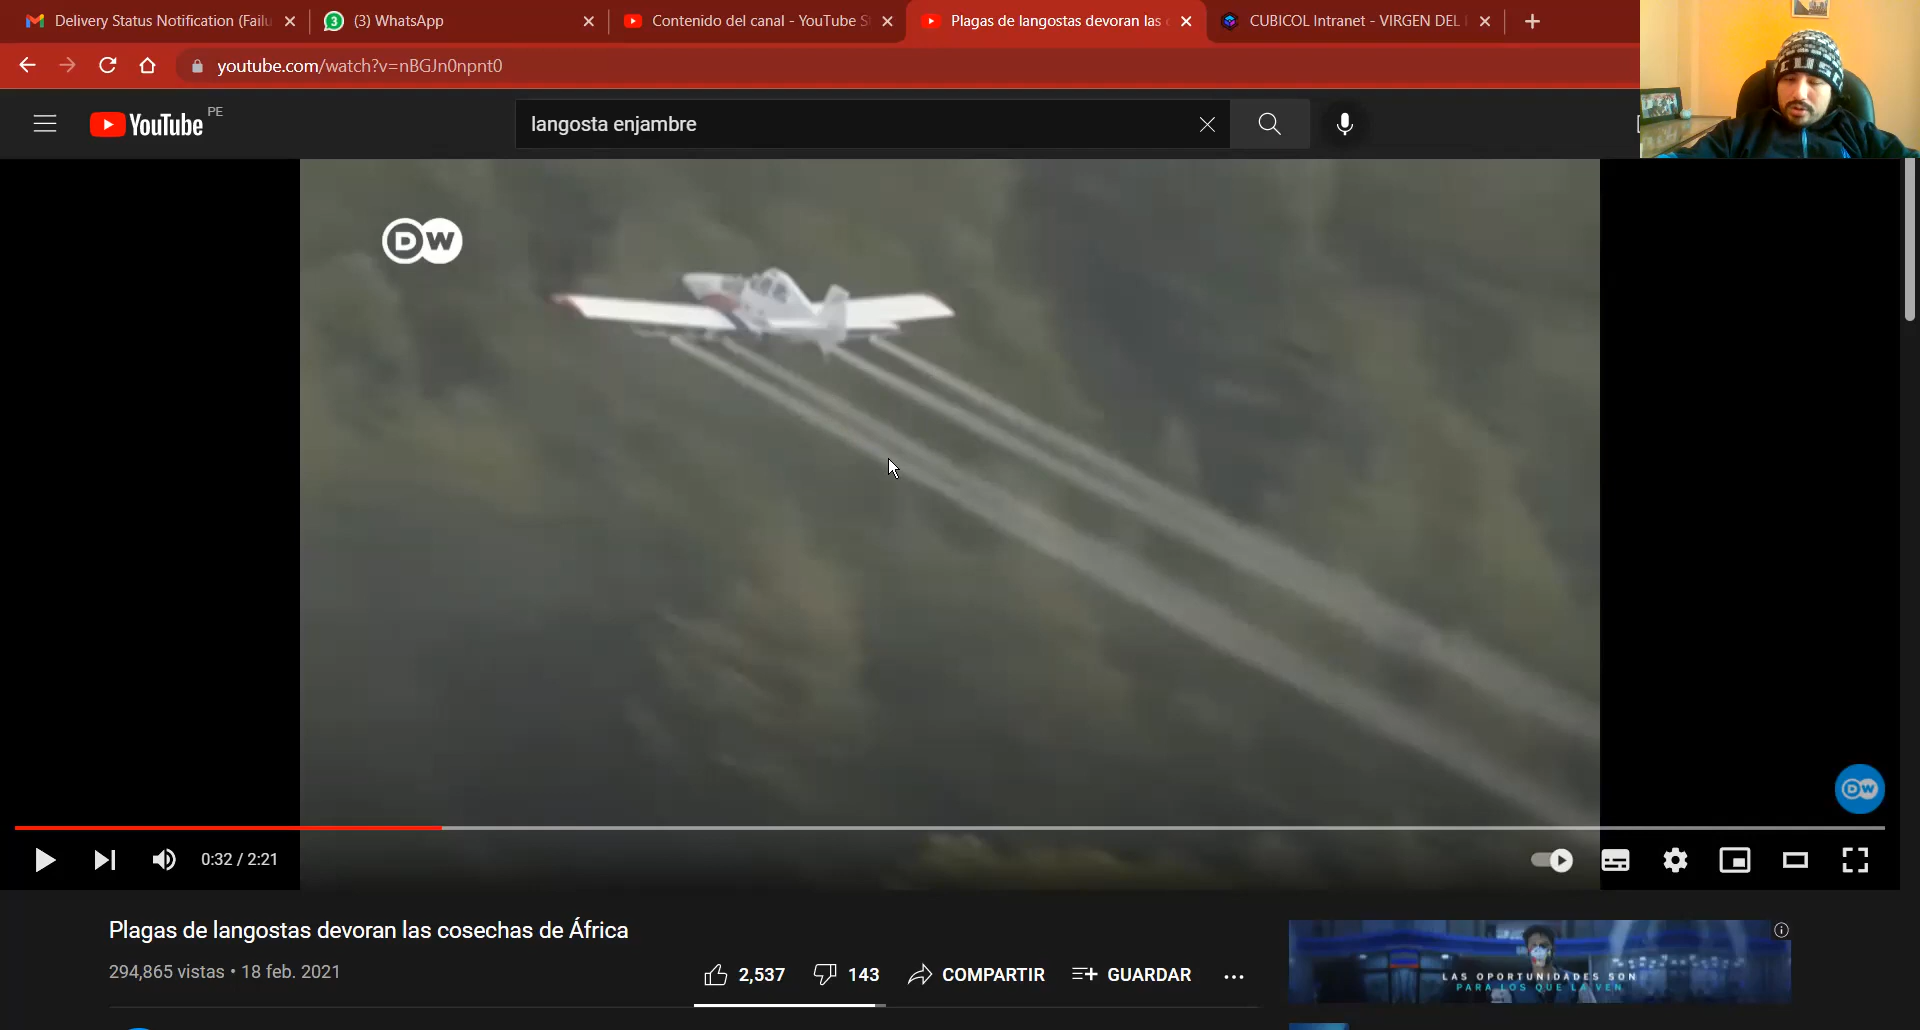 Delivery Status Notification (Failu
3 (3) WhatsApp
Contenido del canal - YouTube S
Plagas de langostas devoran las c
CUBICOL Intranet - VIRGEN DEL
youtube.com/watch?v=nBGJn0npnt0
YouTube PE
langosta enjambre
DW
DW
0:32 / 2:21
Plagas de langostas devoran las cosechas de África
294,865 vistas • 18 feb. 2021
2,537
143
COMPARTIR
GUARDAR
LAS OPORTUNIDADES SON
PARA LOS QUE LA VEN